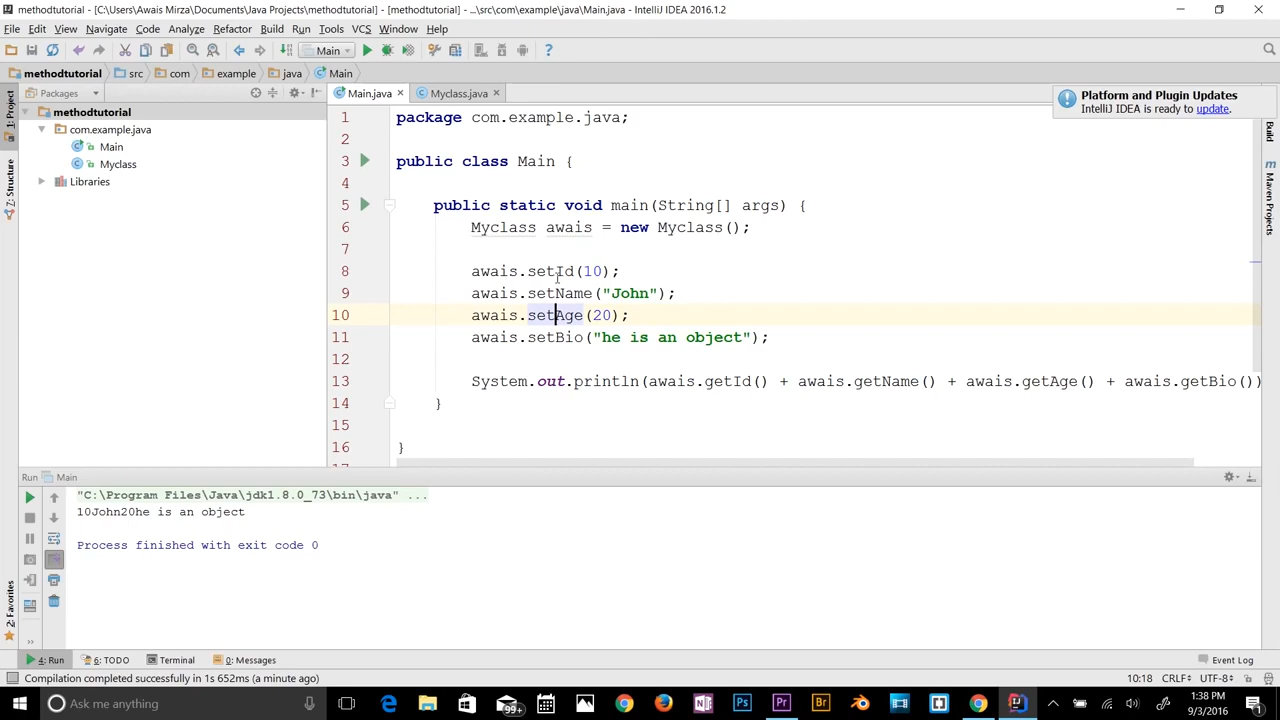 methodtutorial - [C:\Users\Awais Mirza\Documents\Java Projects\methodtutorial] - [methodtutorial] - ...\src\com\example\java\Main.java - IntelliJ IDEA 2016.1.2
File Edit View Navigate Code Analyze Refactor Build Run Tools VCS Window Help
Main
methodtutorial src com example java Main
Packages
Main.java Myclass.java
Platform and Plugin Updates
IntelliJ IDEA is ready to update.
1: Project
7: Structure
2: Favorites
Build
Maven Projects
methodtutorial
com.example.java
Main
Myclass
Libraries
1 package com.example.java;
2
3 public class Main {
4
5 public static void main(String[] args) {
6 Myclass awais = new Myclass();
7
8 awais.setId(10);
9 awais.setName("John");
10 awais.setAge(20);
11 awais.setBio("he is an object");
12
13 System.out.println(awais.getId() + awais.getName() + awais.getAge() + awais.getBio())
14 }
15
16 }
17
Run Main
"C:\Program Files\Java\jdk1.8.0_73\bin\java" ...
10John20he is an object
Process finished with exit code 0
4: Run 6: TODO Terminal 0: Messages Event Log
Compilation completed successfully in 1s 652ms (a minute ago) 10:18 CRLF UTF-8
Ask me anything 99+ Ps Pr Br 1:38 PM
9/3/2016